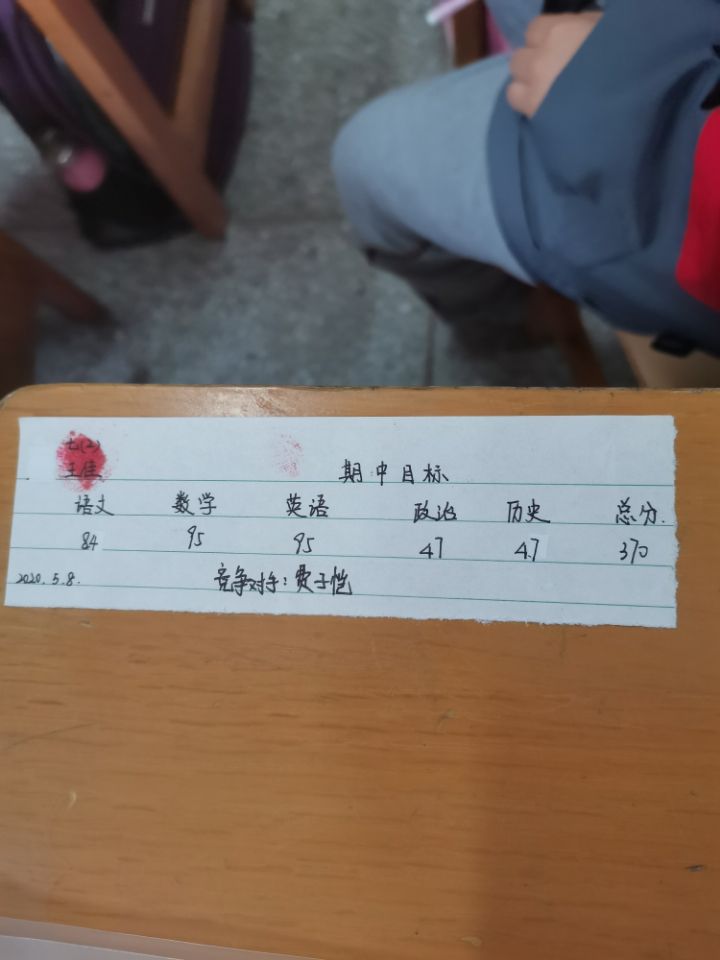 七(2)
王佳
期中目标
语文 数学 英语 政治 历史 总分.
84 95 95 47 47 370
2020.5.8. 竞争对手：费子恺